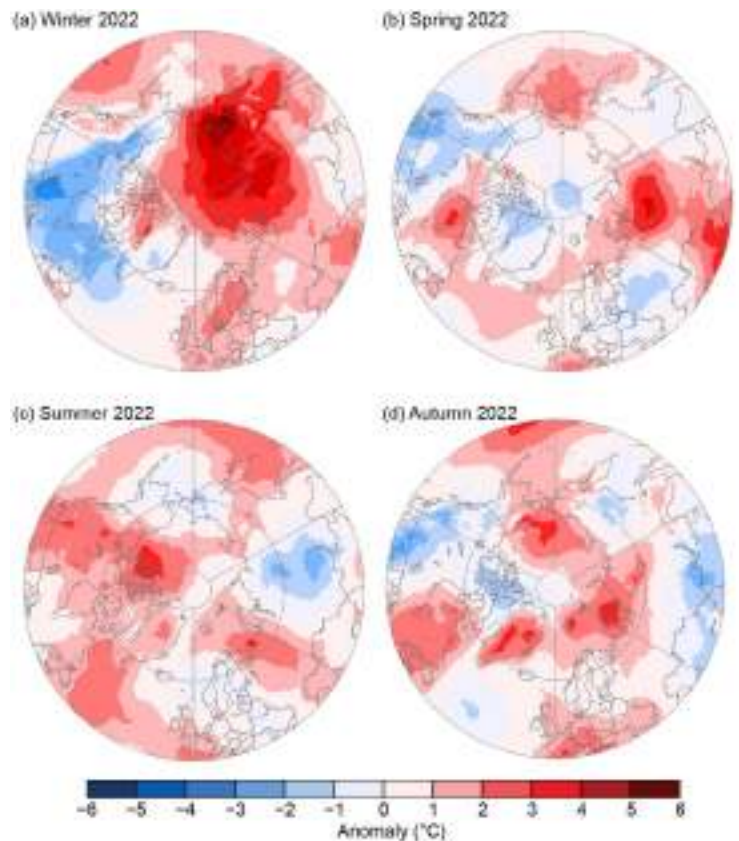 (a) Winter 2022
(b) Spring 2022
(c) Summer 2022
(d) Autumn 2022
−6 −5 −4 −3 −2 −1 0 1 2 3 4 5 6
Anomaly (°C)